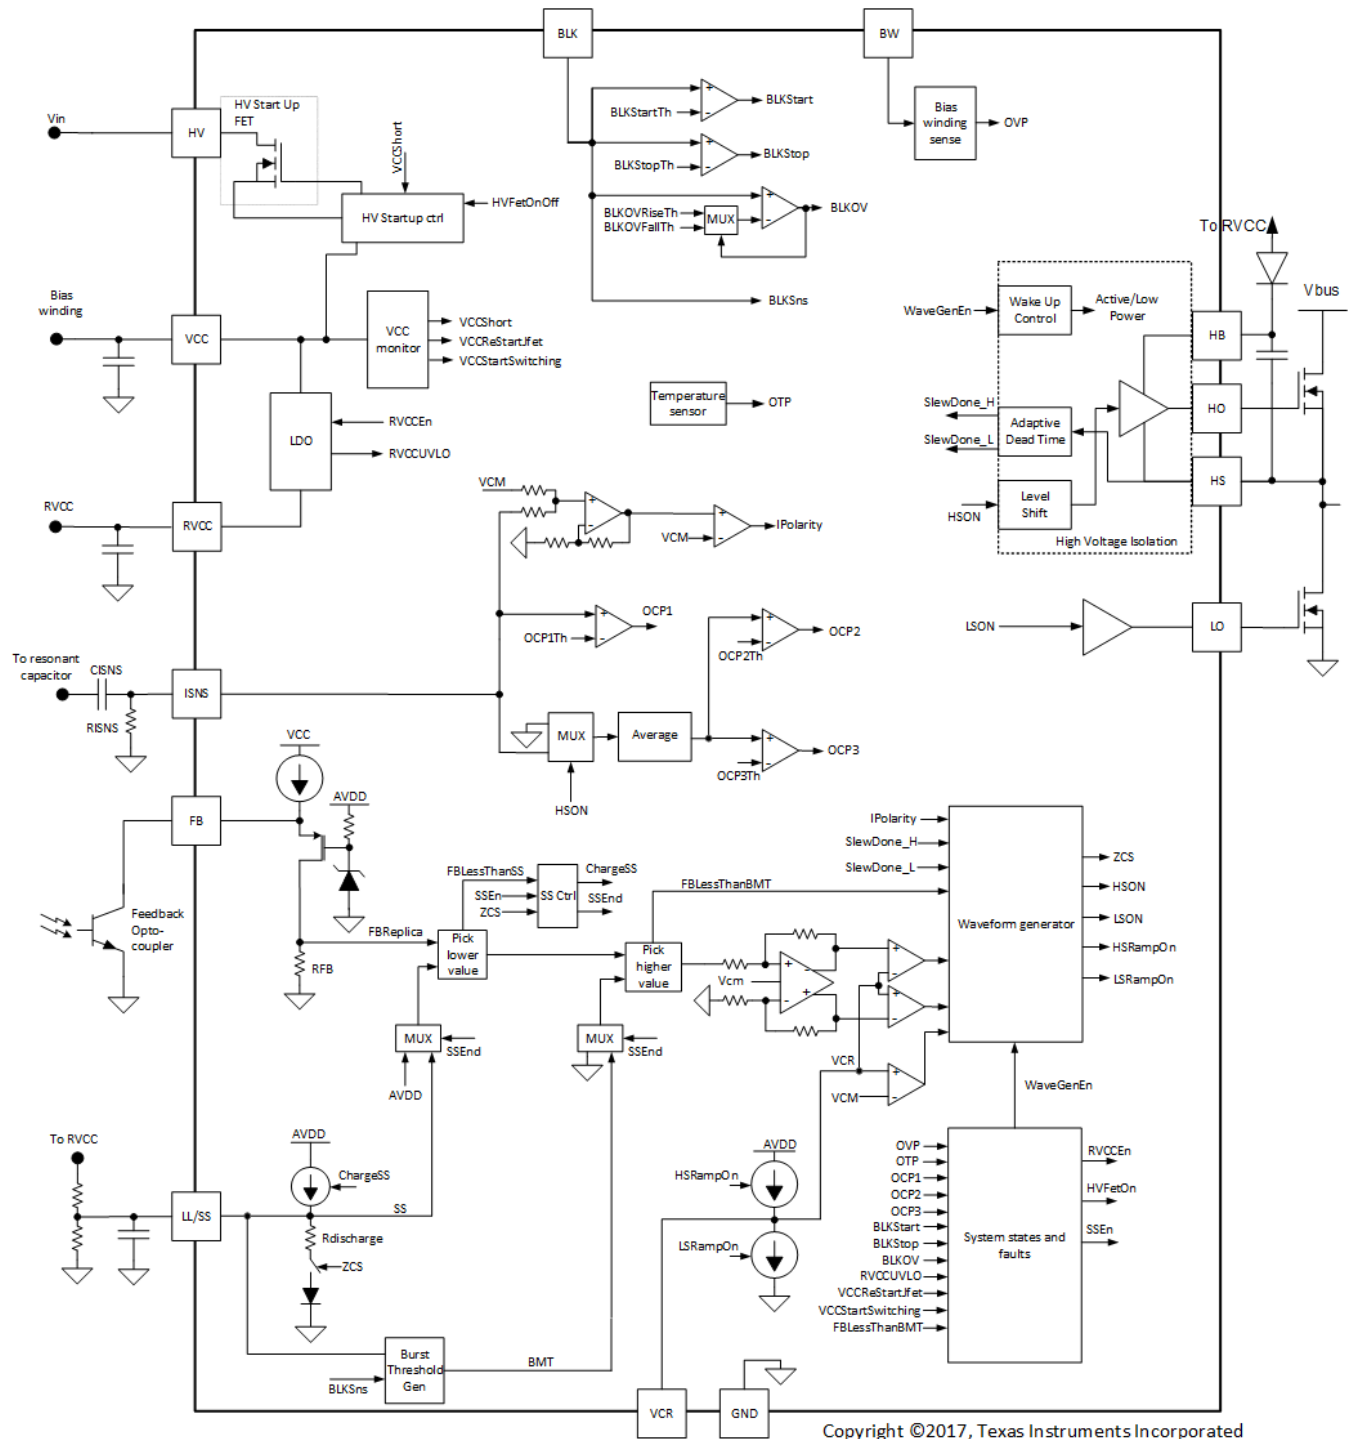 BLK
BW
HV Start Up
FET
Vin
HV
VCCShort
HVFetOnOff
HV Startup ctrl
BLKStartTh
BLKStart
BLKStopTh
BLKStop
BLKOVRiseTh
BLKOVFallTh
MUX
BLKOV
BLKSns
Bias
winding
sense
OVP
To RVCC
Vbus
WaveGenEn
Wake Up
Control
Active/Low
Power
HB
SlewDone_H
SlewDone_L
Adaptive
Dead Time
HO
HS
HSON
Level
Shift
High Voltage Isolation
Bias
winding
VCC
VCC
monitor
VCCShort
VCCReStartJfet
VCCStartSwitching
Temperature
sensor
OTP
LDO
RVCCEn
RVCCUVLO
RVCC
RVCC
VCM
VCM
IPolarity
OCP1Th
OCP1
OCP2Th
OCP2
LSON
LO
To resonant
capacitor
CISNS
RISNS
ISNS
MUX
Average
HSON
OCP3Th
OCP3
VCC
AVDD
FB
Feedback
Opto-
coupler
RFB
FBReplica
FBLessThanSS
SSEn
ZCS
SS Ctrl
ChargeSS
SSEnd
Pick
lower
value
FBLessThanBMT
Pick
higher
value
Vcm
IPolarity
SlewDone_H
SlewDone_L
Waveform generator
ZCS
HSON
LSON
HSRampOn
LSRampOn
MUX
SSEnd
AVDD
MUX
SSEnd
VCR
VCM
WaveGenEn
To RVCC
LL/SS
AVDD
ChargeSS
SS
Rdischarge
ZCS
AVDD
HSRampOn
LSRampOn
OVP
OTP
OCP1
OCP2
OCP3
BLKStart
BLKStop
BLKOV
RVCCUVLO
VCCReStartJfet
VCCStartSwitching
FBLessThanBMT
System states and
faults
RVCCEn
HVFetOn
SSEn
BLKSns
Burst
Threshold
Gen
BMT
VCR
GND
Copyright ©2017, Texas Instruments Incorporated